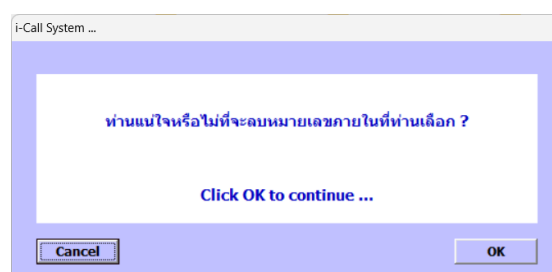 i-Call System ...
ท่านแน่ใจหรือไม่ที่จะลบหมายเลขภายในที่ท่านเลือก ?
Click OK to continue ...
Cancel
OK